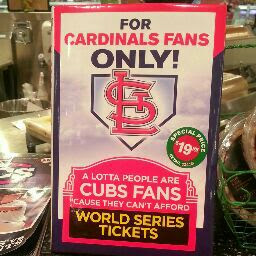 FOR
CARDINALS FANS
ONLY!
STL
SPECIAL PRICE
$19
A LOTTA PEOPLE ARE
CUBS FANS
'CAUSE THEY CAN'T AFFORD
WORLD SERIES
TICKETS